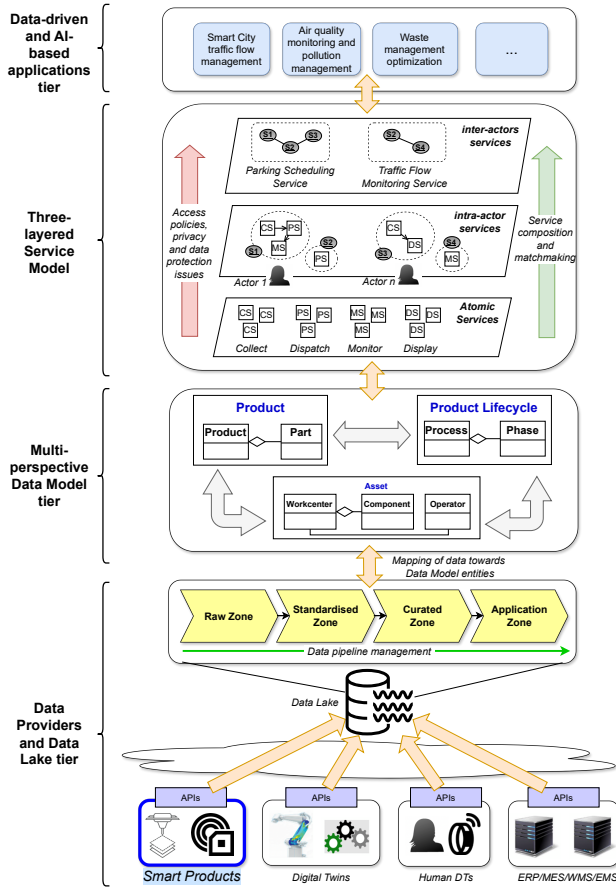 Data-driven
and AI-
based
applications
tier
Smart City
traffic flow
management
Air quality
monitoring and
pollution
management
Waste
management
optimization
...
Three-
layered
Service
Model
Access
policies,
privacy and
data
protection
issues
inter-actors
services
S1
S2
S3
Parking Scheduling
Service
S2
S4
Traffic Flow
Monitoring Service
intra-actor
services
CS
PS
MS
S1
S2
PS
Actor 1
CS
DS
S3
S4
MS
Actor n
Atomic
Services
CS
CS
CS
Collect
PS
PS
PS
Dispatch
MS
MS
MS
Monitor
DS
DS
DS
Display
Service
composition
and
matchmaking
Multi-
perspective
Data Model
tier
Product
Product
Part
Product Lifecycle
Process
Phase
Asset
Workcenter
Component
Operator
Mapping of data towards
Data Model entities
Data
Providers
and Data
Lake tier
Raw Zone
Standardised
Zone
Curated
Zone
Application
Zone
Data pipeline management
Data Lake
APIs
Smart Products
APIs
Digital Twins
APIs
Human DTs
APIs
ERP/MES/WMS/EMS